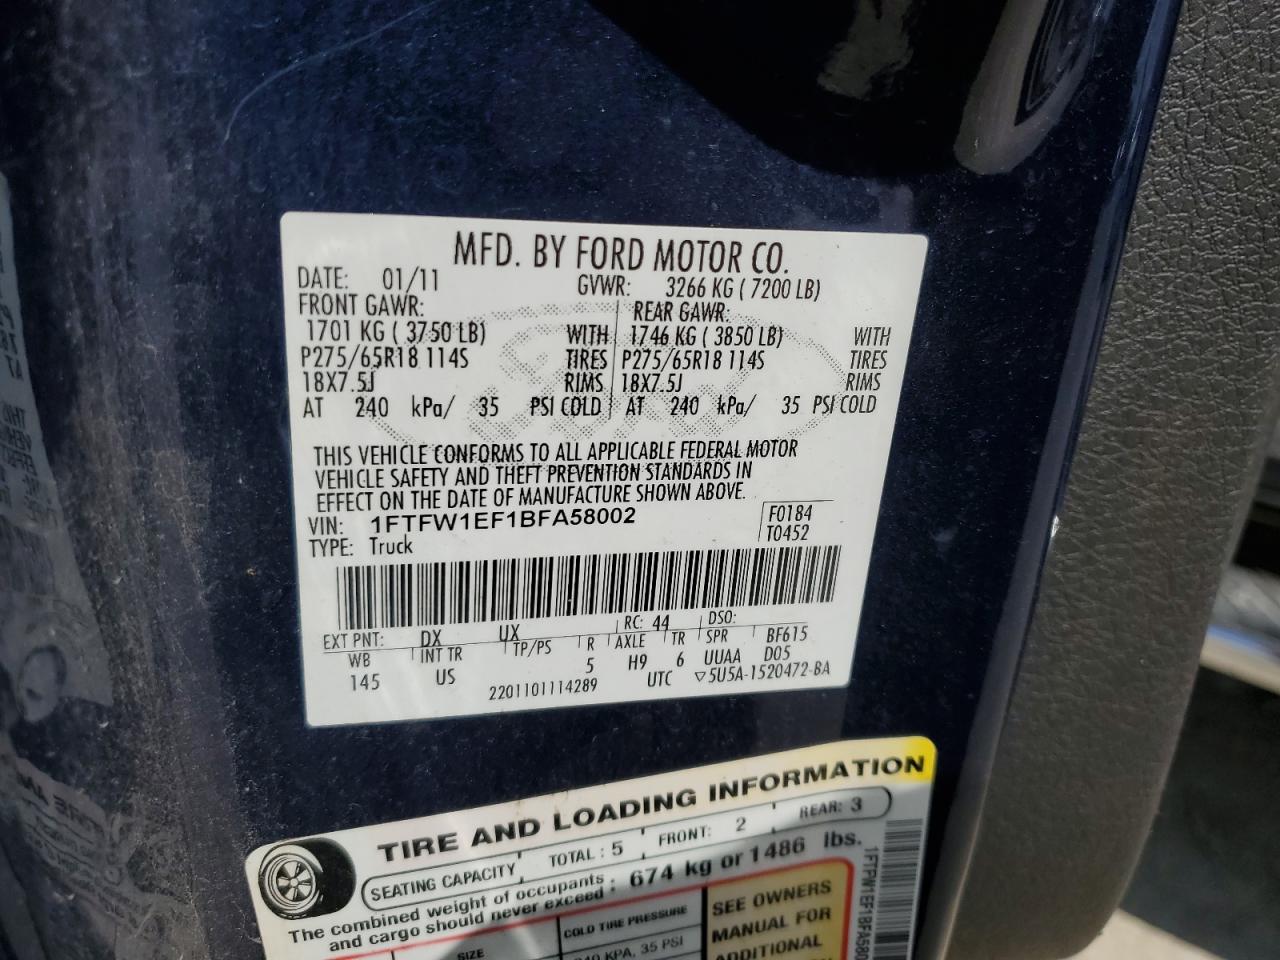 MFD. BY FORD MOTOR CO.
DATE: 01/11 GVWR: 3266 KG ( 7200 LB)
FRONT GAWR: REAR GAWR:
1701 KG ( 3750 LB) WITH 1746 KG ( 3850 LB) WITH
P275/65R18 114S TIRES P275/65R18 114S TIRES
18X7.5J RIMS 18X7.5J RIMS
AT 240 kPa/ 35 PSI COLD AT 240 kPa/ 35 PSI COLD
THIS VEHICLE CONFORMS TO ALL APPLICABLE FEDERAL MOTOR
VEHICLE SAFETY AND THEFT PREVENTION STANDARDS IN
EFFECT ON THE DATE OF MANUFACTURE SHOWN ABOVE.
VIN: 1FTFW1EF1BFA58002 F0184
TYPE: Truck T0452
EXT PNT: DX UX RC: 44 DSO:
WB INT TR TP/PS R AXLE TR SPR BF615
145 US 5 H9 6 UUAA D05
2201101114289 UTC ▽5U5A-1520472-BA
TIRE AND LOADING INFORMATION
SEATING CAPACITY TOTAL : 5 FRONT: 2 REAR: 3
The combined weight of occupants : 674 kg or 1486 lbs.
and cargo should never exceed
SIZE COLD TIRE PRESSURE SEE OWNERS
240 KPA, 35 PSI MANUAL FOR
ADDITIONAL
1FTFW1EF1BFA580